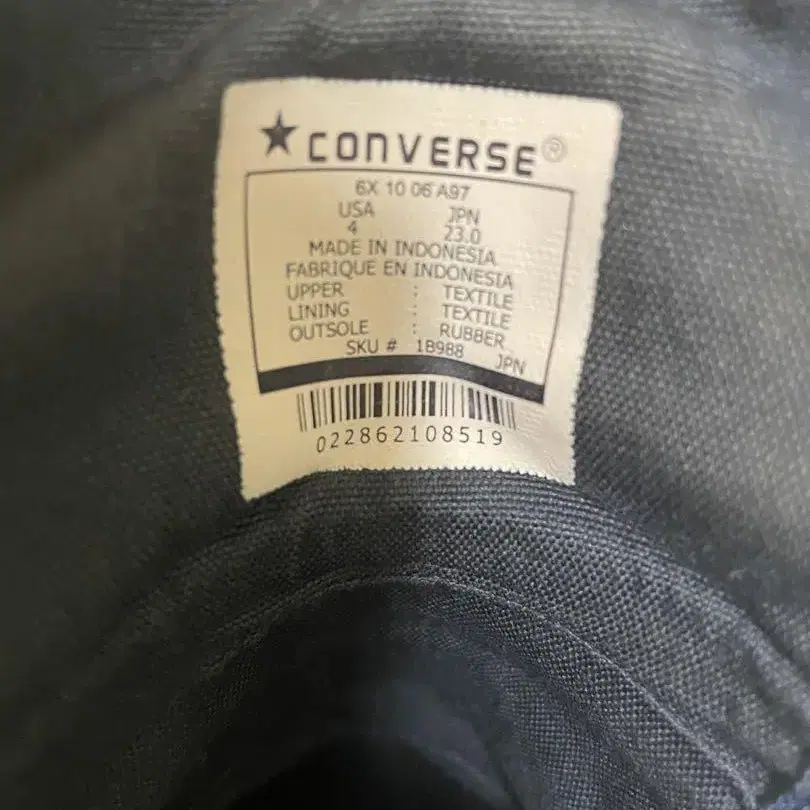 ★CONVERSE®
6X 10 06 A97
USA JPN
4 23.0
MADE IN INDONESIA
FABRIQUE EN INDONESIA
UPPER : TEXTILE
LINING : TEXTILE
OUTSOLE : RUBBER
SKU # 1B988 JPN
022862108519